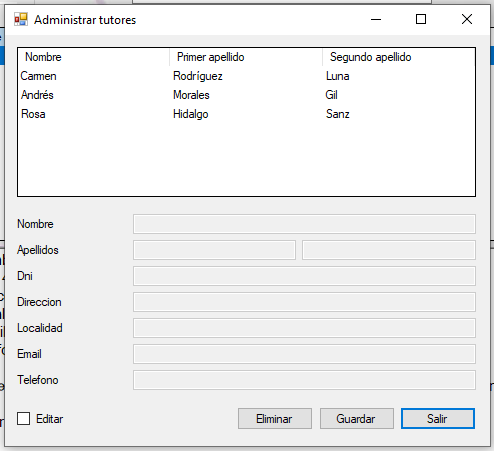 Administrar tutores
Nombre Primer apellido Segundo apellido
Carmen Rodríguez Luna
Andrés Morales Gil
Rosa Hidalgo Sanz
Nombre
Apellidos
Dni
Direccion
Localidad
Email
Telefono
Editar Eliminar Guardar Salir